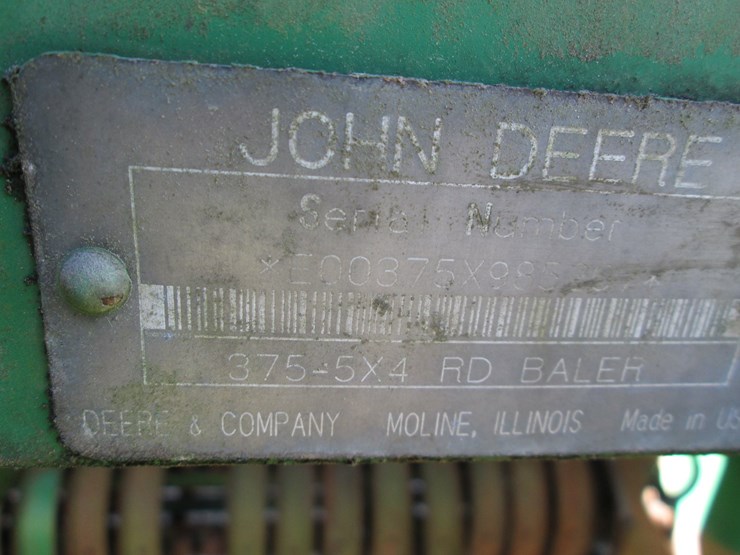 JOHN DEERE
Serial Number
375-5X4 RD BALER
DEERE & COMPANY MOLINE, ILLINOIS Made in US